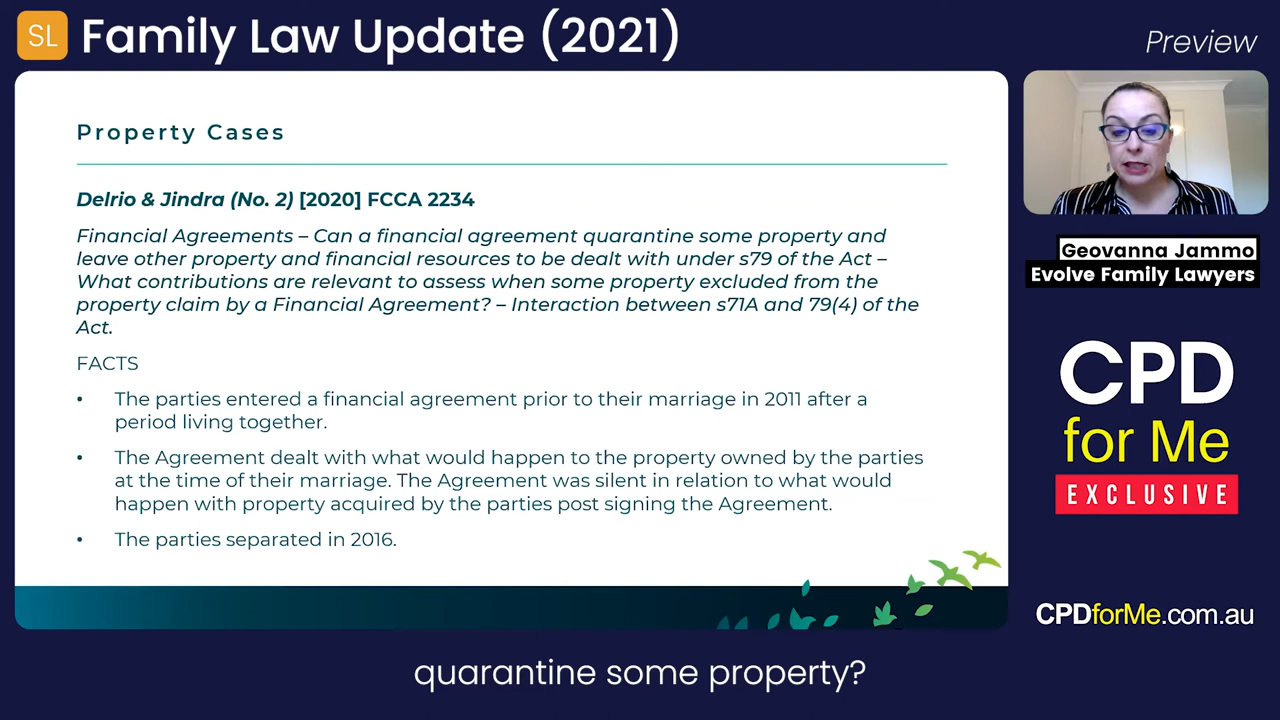 SL
Family Law Update (2021)
Preview
Property Cases
Delrio & Jindra (No. 2) [2020] FCCA 2234
Financial Agreements – Can a financial agreement quarantine some property and
leave other property and financial resources to be dealt with under s79 of the Act –
What contributions are relevant to assess when some property excluded from the
property claim by a Financial Agreement? – Interaction between s71A and 79(4) of the
Act.
FACTS
• The parties entered a financial agreement prior to their marriage in 2011 after a
period living together.
• The Agreement dealt with what would happen to the property owned by the parties
at the time of their marriage. The Agreement was silent in relation to what would
happen with property acquired by the parties post signing the Agreement.
• The parties separated in 2016.
Geovanna Jammo
Evolve Family Lawyers
CPD
for Me
EXCLUSIVE
CPDforMe.com.au
quarantine some property?